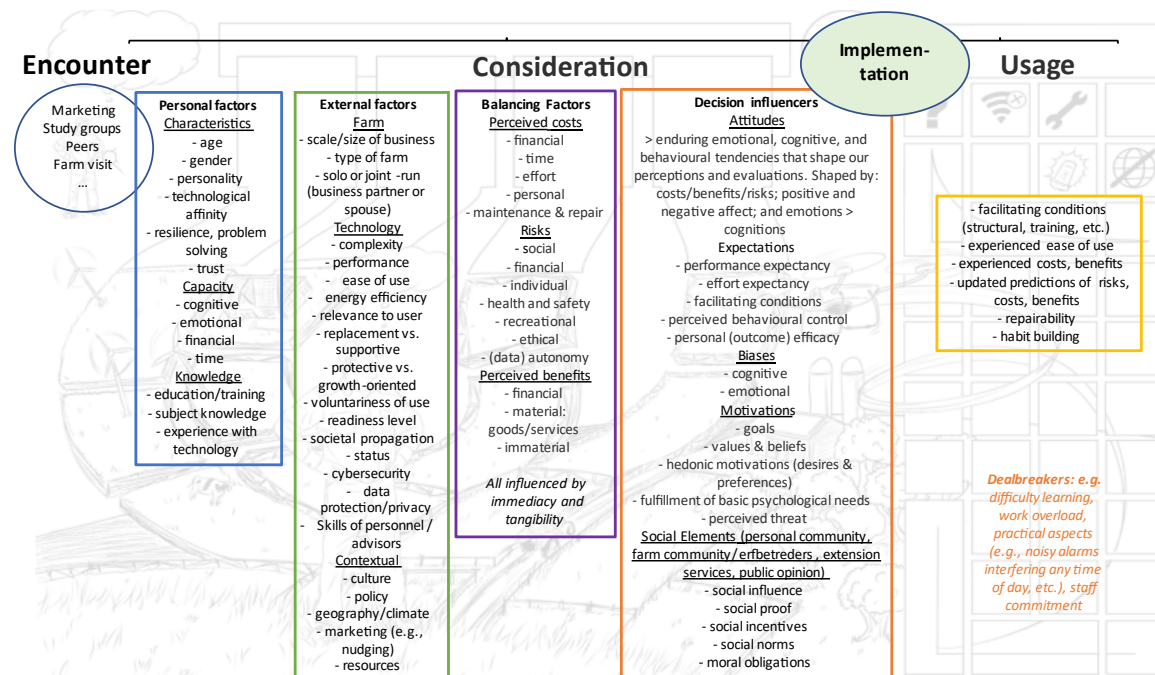 Encounter
Consideration
Implemen-
tation
Usage
Marketing
Study groups
Peers
Farm visit
...
Personal factors
Characteristics
- age
- gender
- personality
- technological
affinity
- resilience, problem
solving
- trust
Capacity
- cognitive
- emotional
- financial
- time
Knowledge
- education/training
- subject knowledge
- experience with
technology
External factors
Farm
- scale/size of business
- type of farm
- solo or joint -run
(business partner or
spouse)
Technology
- complexity
- performance
- ease of use
- energy efficiency
- relevance to user
- replacement vs.
supportive
- protective vs.
growth-oriented
- voluntariness of use
- readiness level
- societal propagation
- status
- cybersecurity
- data
protection/privacy
- Skills of personnel /
advisors
Contextual
- culture
- policy
- geography/climate
- marketing (e.g.,
nudging)
- resources
Balancing Factors
Perceived costs
- financial
- time
- effort
- personal
- maintenance & repair
Risks
- social
- financial
- individual
- health and safety
- recreational
- ethical
- (data) autonomy
Perceived benefits
- financial
- material:
goods/services
- immaterial
All influenced by
immediacy and
tangibility
Decision influencers
Attitudes
> enduring emotional, cognitive, and
behavioural tendencies that shape our
perceptions and evaluations. Shaped by:
costs/benefits/risks; positive and
negative affect; and emotions >
cognitions
Expectations
- performance expectancy
- effort expectancy
- facilitating conditions
- perceived behavioural control
- personal (outcome) efficacy
Biases
- cognitive
- emotional
Motivations
- goals
- values & beliefs
- hedonic motivations (desires &
preferences)
- fulfillment of basic psychological needs
- perceived threat
Social Elements (personal community,
farm community/erfbetreders , extension
services, public opinion)
- social influence
- social proof
- social incentives
- social norms
- moral obligations
- facilitating conditions
(structural, training, etc.)
- experienced ease of use
- experienced costs, benefits
- updated predictions of risks,
costs, benefits
- repairability
- habit building
Dealbreakers: e.g.
difficulty learning,
work overload,
practical aspects
(e.g., noisy alarms
interfering any time
of day, etc.), staff
commitment